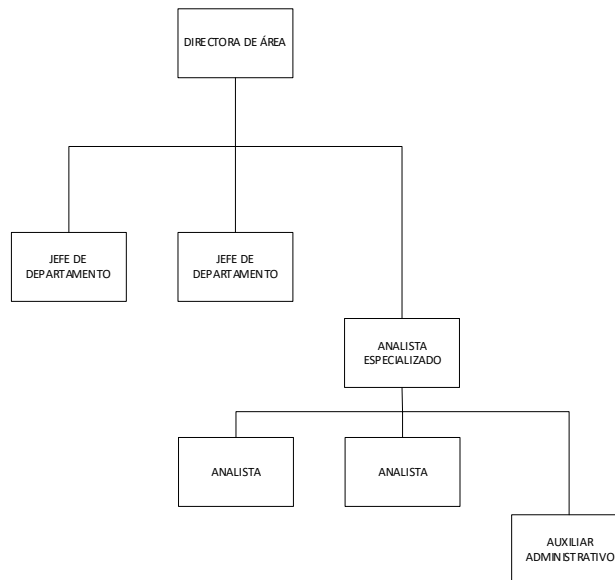 DIRECTORA DE ÁREA
JEFE DE
DEPARTAMENTO
JEFE DE
DEPARTAMENTO
ANALISTA
ESPECIALIZADO
ANALISTA
ANALISTA
AUXILIAR
ADMINISTRATIVO